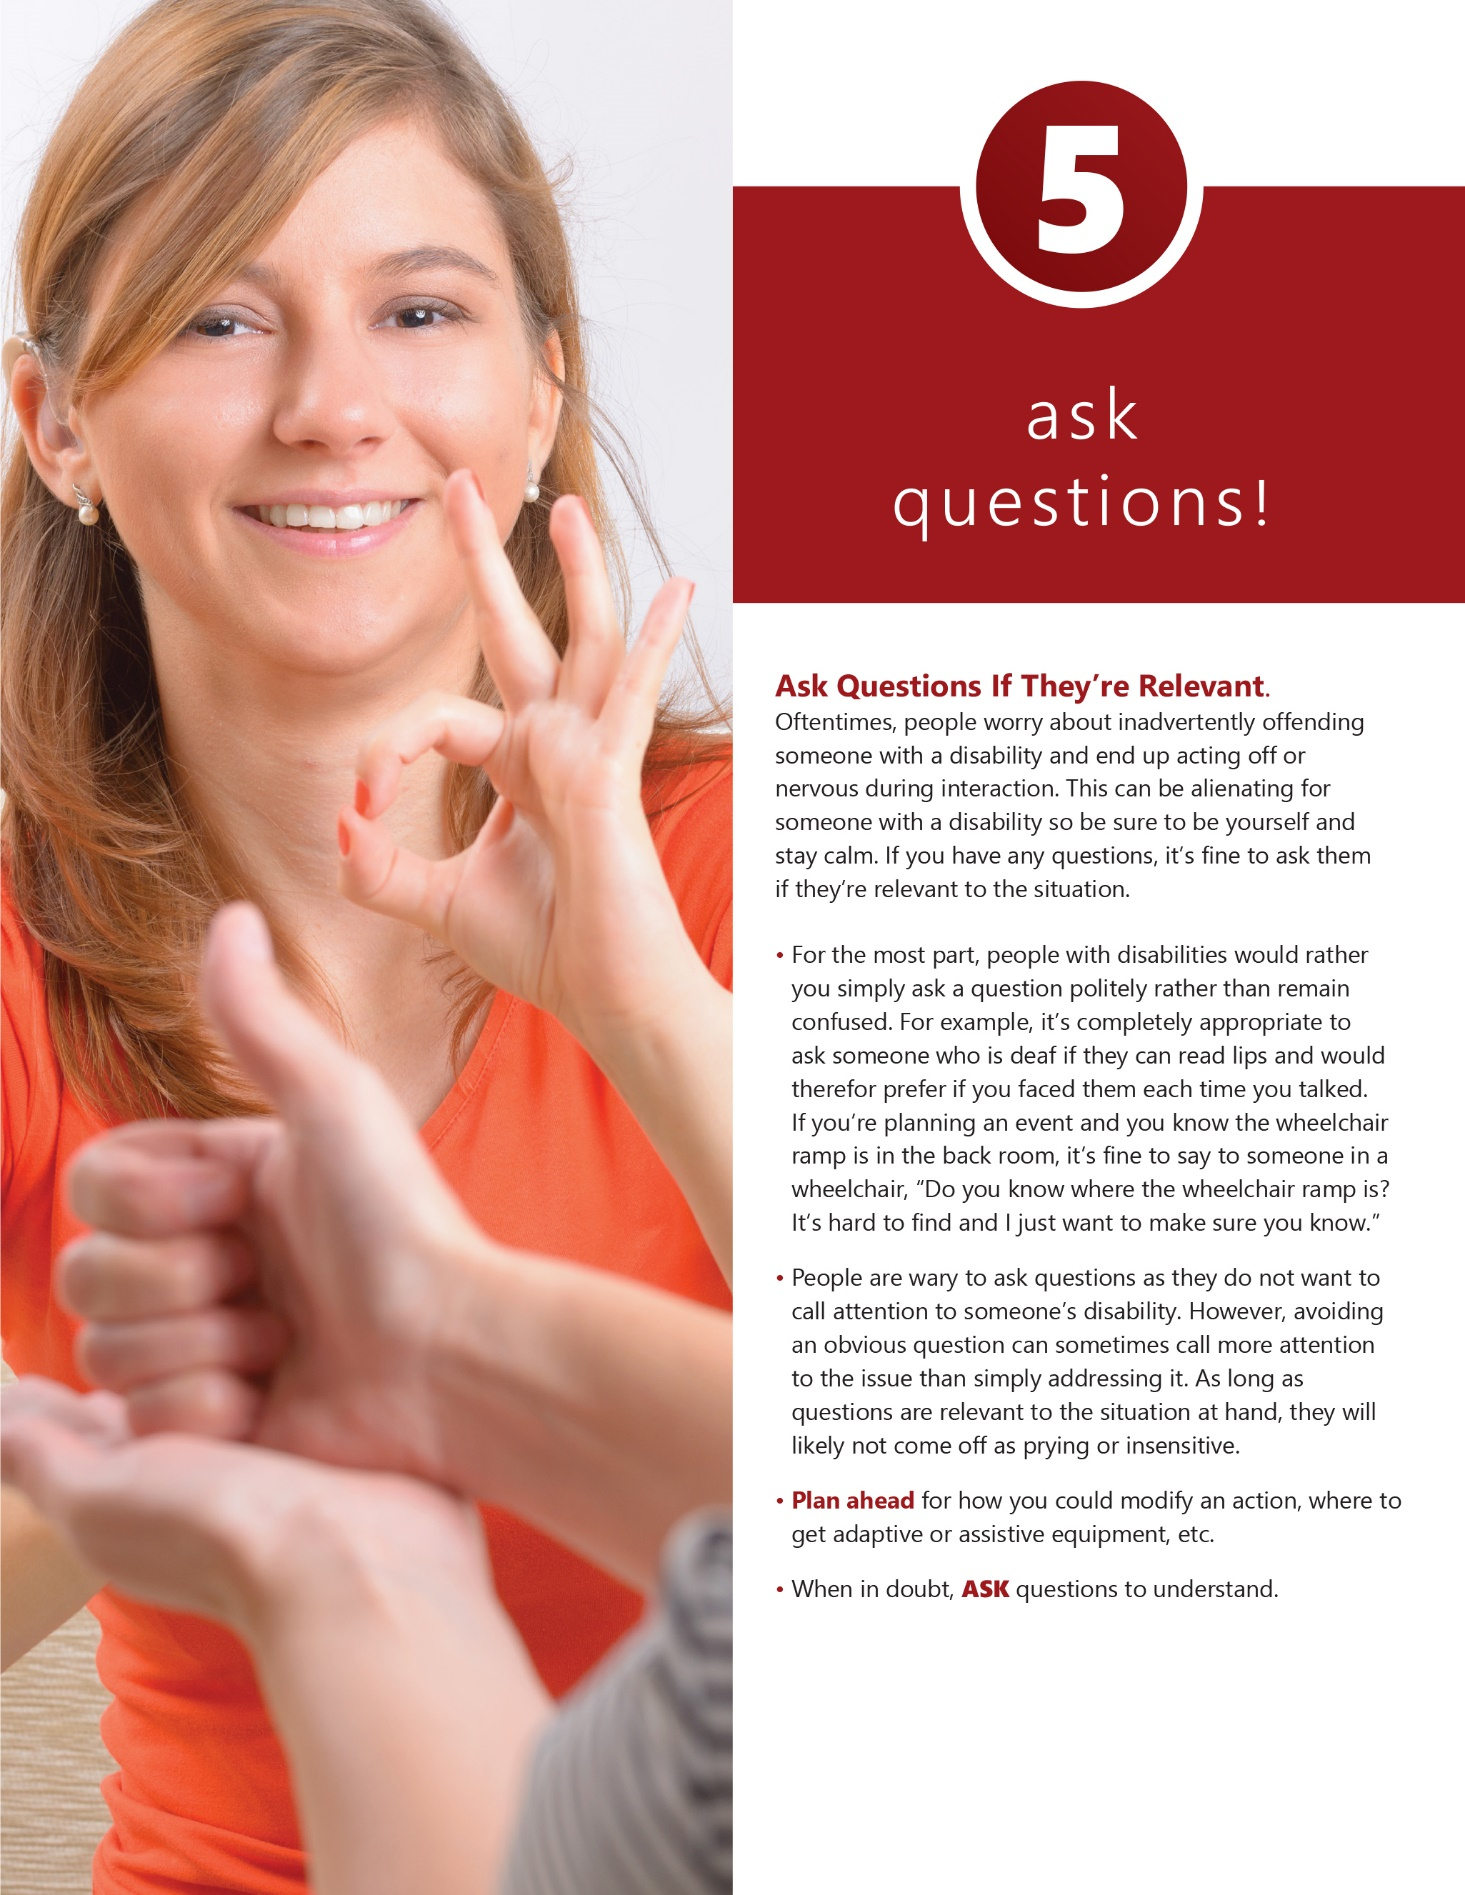 5
ask
questions!
Ask Questions If They’re Relevant.
Oftentimes, people worry about inadvertently offending
someone with a disability and end up acting off or
nervous during interaction. This can be alienating for
someone with a disability so be sure to be yourself and
stay calm. If you have any questions, it’s fine to ask them
if they’re relevant to the situation.
• For the most part, people with disabilities would rather
you simply ask a question politely rather than remain
confused. For example, it’s completely appropriate to
ask someone who is deaf if they can read lips and would
therefor prefer if you faced them each time you talked.
If you’re planning an event and you know the wheelchair
ramp is in the back room, it’s fine to say to someone in a
wheelchair, “Do you know where the wheelchair ramp is?
It’s hard to find and I just want to make sure you know.”
• People are wary to ask questions as they do not want to
call attention to someone’s disability. However, avoiding
an obvious question can sometimes call more attention
to the issue than simply addressing it. As long as
questions are relevant to the situation at hand, they will
likely not come off as prying or insensitive.
• Plan ahead for how you could modify an action, where to
get adaptive or assistive equipment, etc.
• When in doubt, ASK questions to understand.